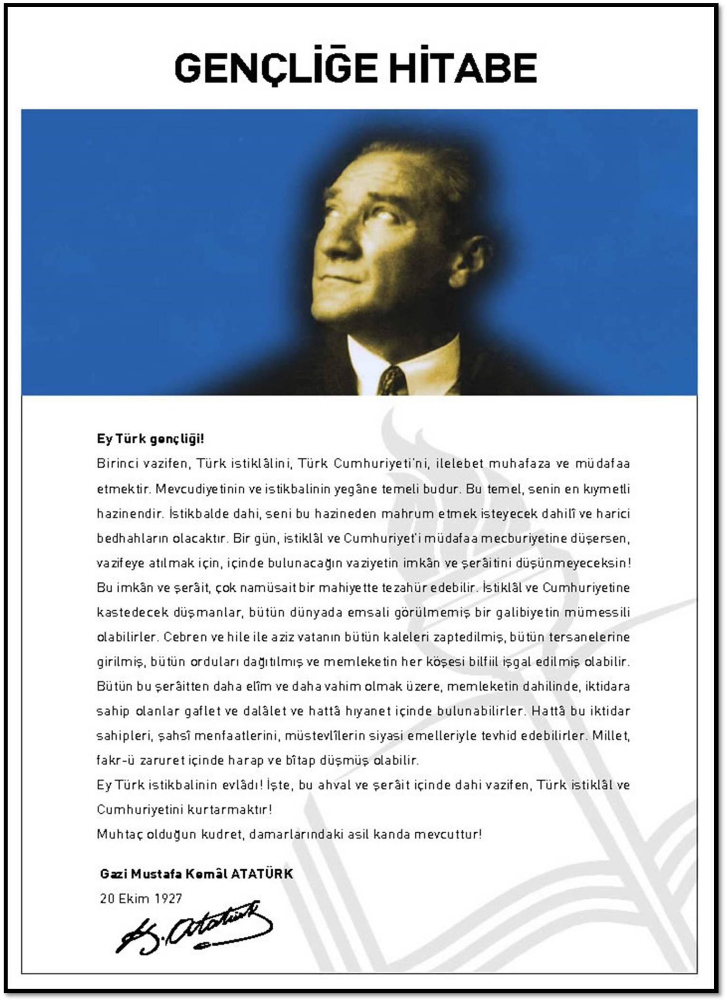 GENÇLİĞE HİTABE
Ey Türk gençliği!
Birinci vazifen, Türk istiklâlini, Türk Cumhuriyeti'ni, ilelebet muhafaza ve müdafaa
etmektir. Mevcudiyetinin ve istikbalinin yegâne temeli budur. Bu temel, senin en kıymetli
hazinendir. İstikbalde dahi, seni bu hazineden mahrum etmek isteyecek dahilî ve harici
bedhahların olacaktır. Bir gün, istiklâl ve Cumhuriyet'i müdafaa mecburiyetine düşersen,
vazifeye atılmak için, içinde bulunacağın vaziyetin imkân ve şerâitini düşünmeyeceksin!
Bu imkân ve şerâit, çok namüsait bir mahiyette tezahür edebilir. İstiklâl ve Cumhuriyetine
kastedecek düşmanlar, bütün dünyada emsali görülmemiş bir galibiyetin mümessili
olabilirler. Cebren ve hile ile aziz vatanın bütün kaleleri zaptedilmiş, bütün tersanelerine
girilmiş, bütün orduları dağıtılmış ve memleketin her köşesi bilfiil işgal edilmiş olabilir.
Bütün bu şerâitten daha elîm ve daha vahim olmak üzere, memleketin dahilinde, iktidara
sahip olanlar gaflet ve dalâlet ve hattâ hıyanet içinde bulunabilirler. Hattâ bu iktidar
sahipleri, şahsî menfaatlerini, müstevlîlerin siyasi emelleriyle tevhid edebilirler. Millet,
fakr-ü zaruret içinde harap ve bîtap düşmüş olabilir.
Ey Türk istikbalinin evlâdı! İşte, bu ahval ve şerâit içinde dahi vazifen, Türk istiklâl ve
Cumhuriyetini kurtarmaktır!
Muhtaç olduğun kudret, damarlarındaki asil kanda mevcuttur!
Gazi Mustafa Kemâl ATATÜRK
20 Ekim 1927
K. Atatürk